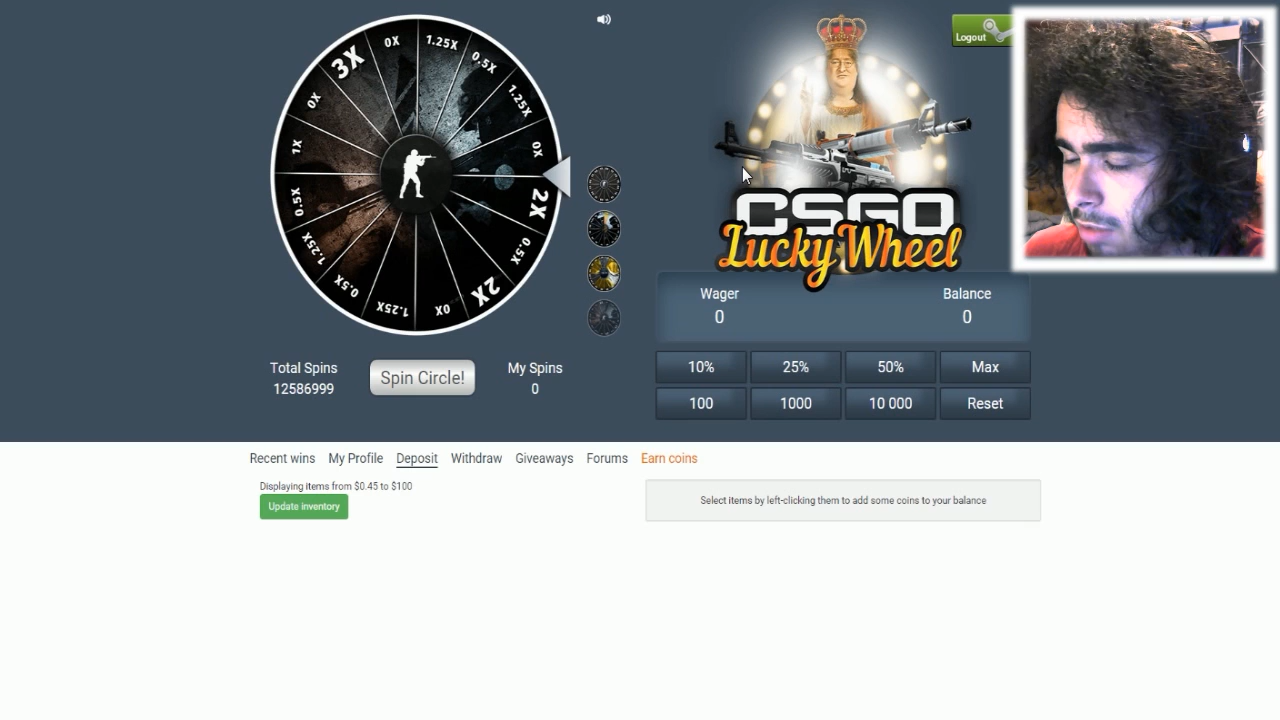 0X
1.25X
0.5X
1.25X
0X
2X
0.5X
2X
0X
1.25X
0.5X
1.25X
0.5X
1X
0X
3X
Logout
CSGO
Lucky Wheel
Wager
Balance
0
0
Total Spins
12586999
Spin Circle!
My Spins
0
10%
25%
50%
Max
100
1000
10 000
Reset
Recent wins My Profile Deposit Withdraw Giveaways Forums Earn coins
Displaying items from $0.45 to $100
Update inventory
Select items by left-clicking them to add some coins to your balance